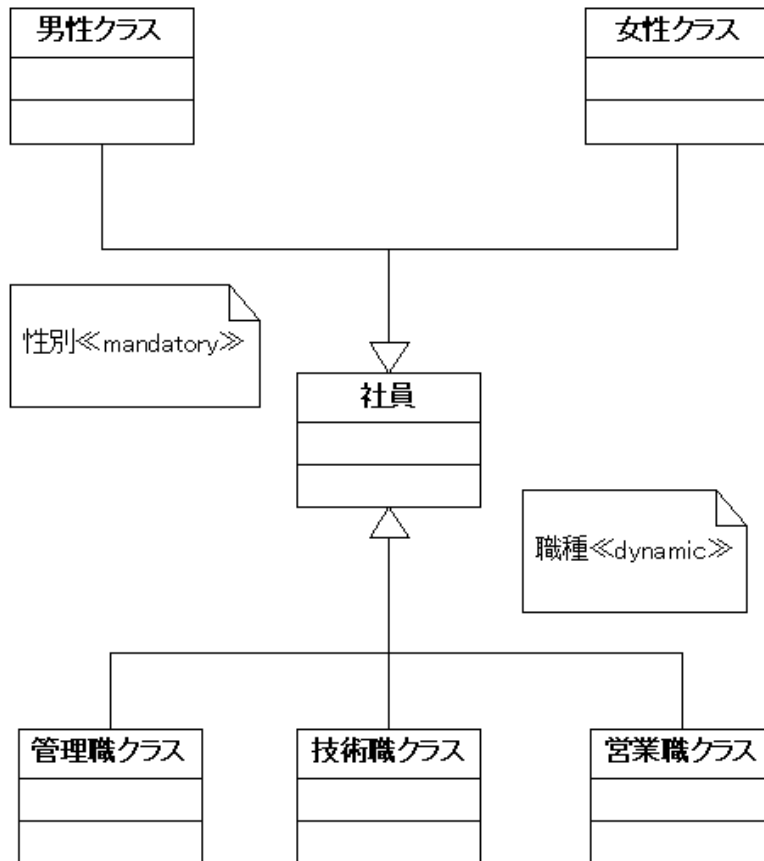 男性クラス
女性クラス
性別≪mandatory≫
社員
職種≪dynamic≫
管理職クラス
技術職クラス
営業職クラス